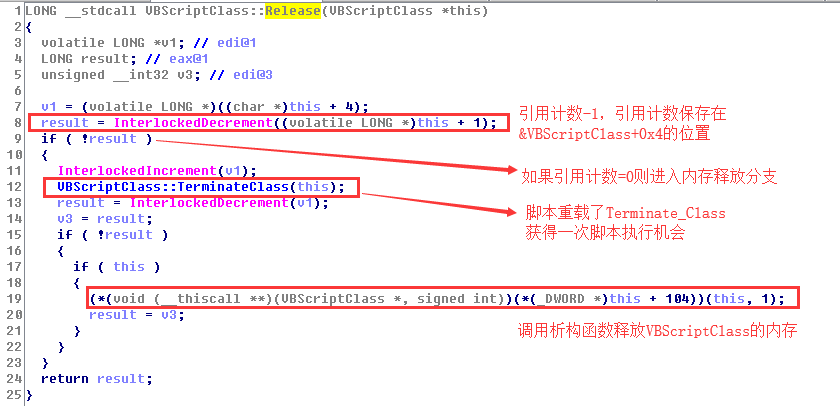 1 LONG __stdcall VBScriptClass::Release(VBScriptClass *this)
2 {
3 volatile LONG *v1; // edi@1
4 LONG result; // eax@1
5 unsigned __int32 v3; // edi@3
6
7 v1 = (volatile LONG *)((char *)this + 4);
8 result = InterlockedDecrement((volatile LONG *)this + 1);
引用计数-1，引用计数保存在
&VBScriptClass+0x4的位置
9 if ( !result )
10 {
11 InterlockedIncrement(v1);
如果引用计数=0则进入内存释放分支
12 VBScriptClass::TerminateClass(this);
13 result = InterlockedDecrement(v1);
脚本重载了Terminate_Class
获得一次脚本执行机会
14 v3 = result;
15 if ( !result )
16 {
17 if ( this )
18 {
19 (*(void (__thiscall **)(VBScriptClass *, signed int))(*(_DWORD *)this + 104))(this, 1);
20 result = v3;
调用析构函数释放VBScriptClass的内存
21 }
22 }
23 }
24 return result;
25 }